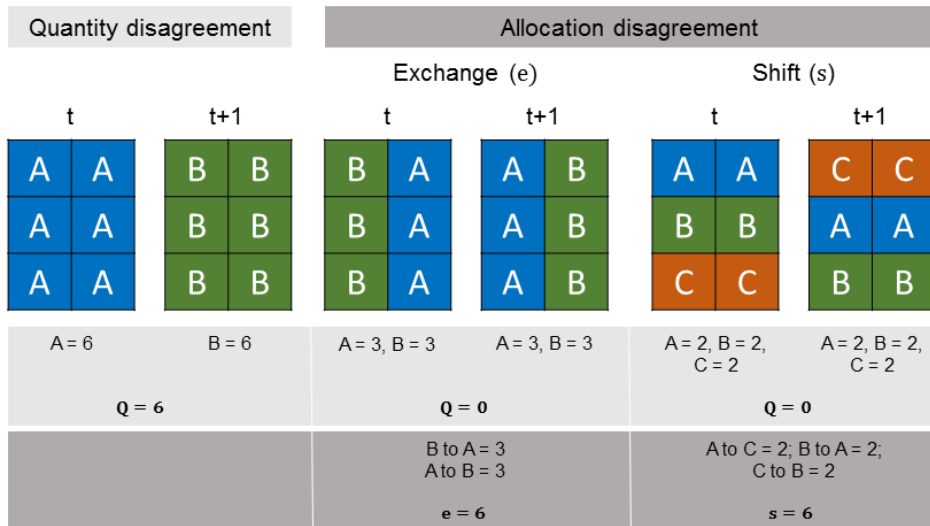 Quantity disagreement
Allocation disagreement
Exchange (e)
Shift (s)
t
t+1
t
t+1
t
t+1
A A
B B
B A
A B
A A
C C
A A
B B
B A
A B
B B
A A
A A
B B
B A
A B
C C
B B
A = 6
B = 6
A = 3, B = 3
A = 3, B = 3
A = 2, B = 2,
C = 2
A = 2, B = 2,
C = 2
Q = 6
Q = 0
Q = 0
B to A = 3
A to B = 3
A to C = 2; B to A = 2;
C to B = 2
e = 6
s = 6